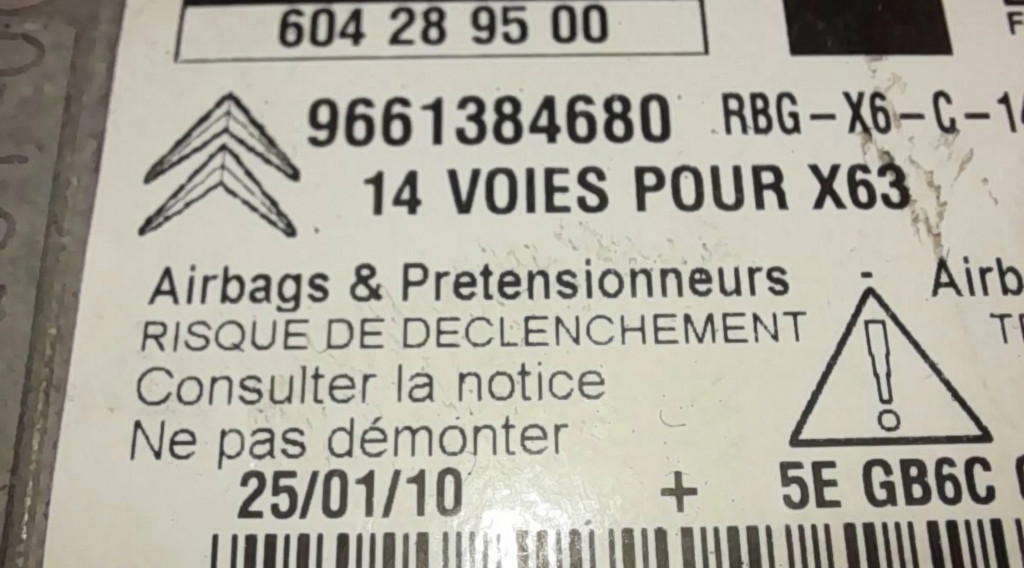 604 28 95 00
9661384680 RBG-X6-C-1
14 VOIES POUR X63
Airbags & Pretensionneurs - Airb
RISQUE DE DECLENCHEMENT
Consulter la notice
Ne pas démonter
25/01/10 + 5E GB6C